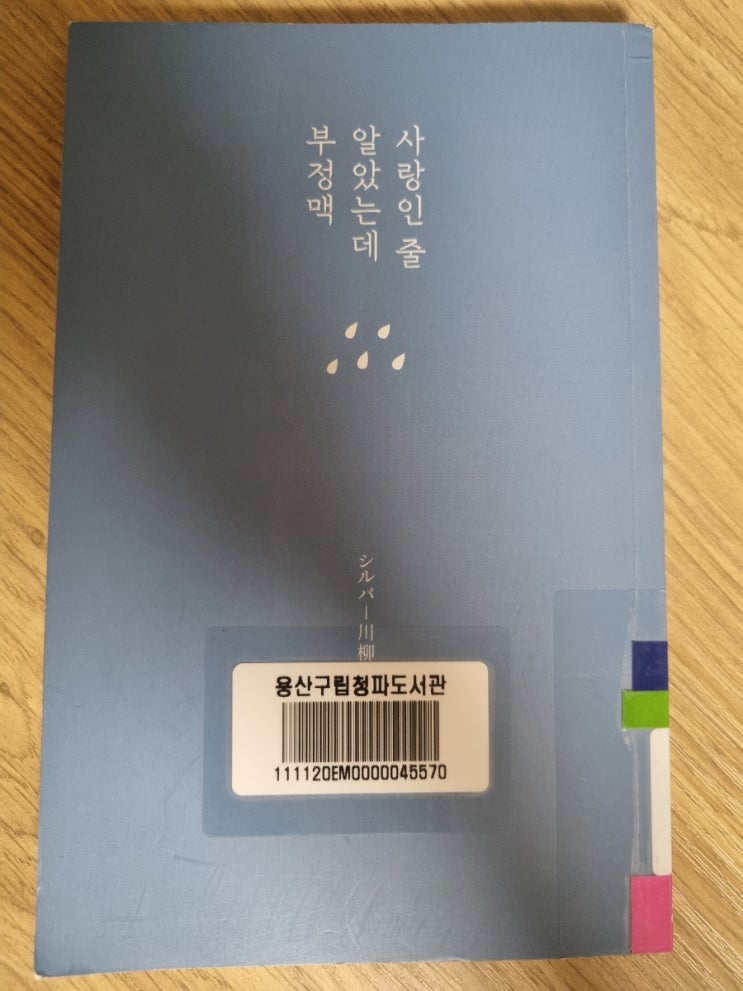 사랑인 줄
알았는데
부정맥
シルバー川柳
용산구립청파도서관
111120EM0000045570